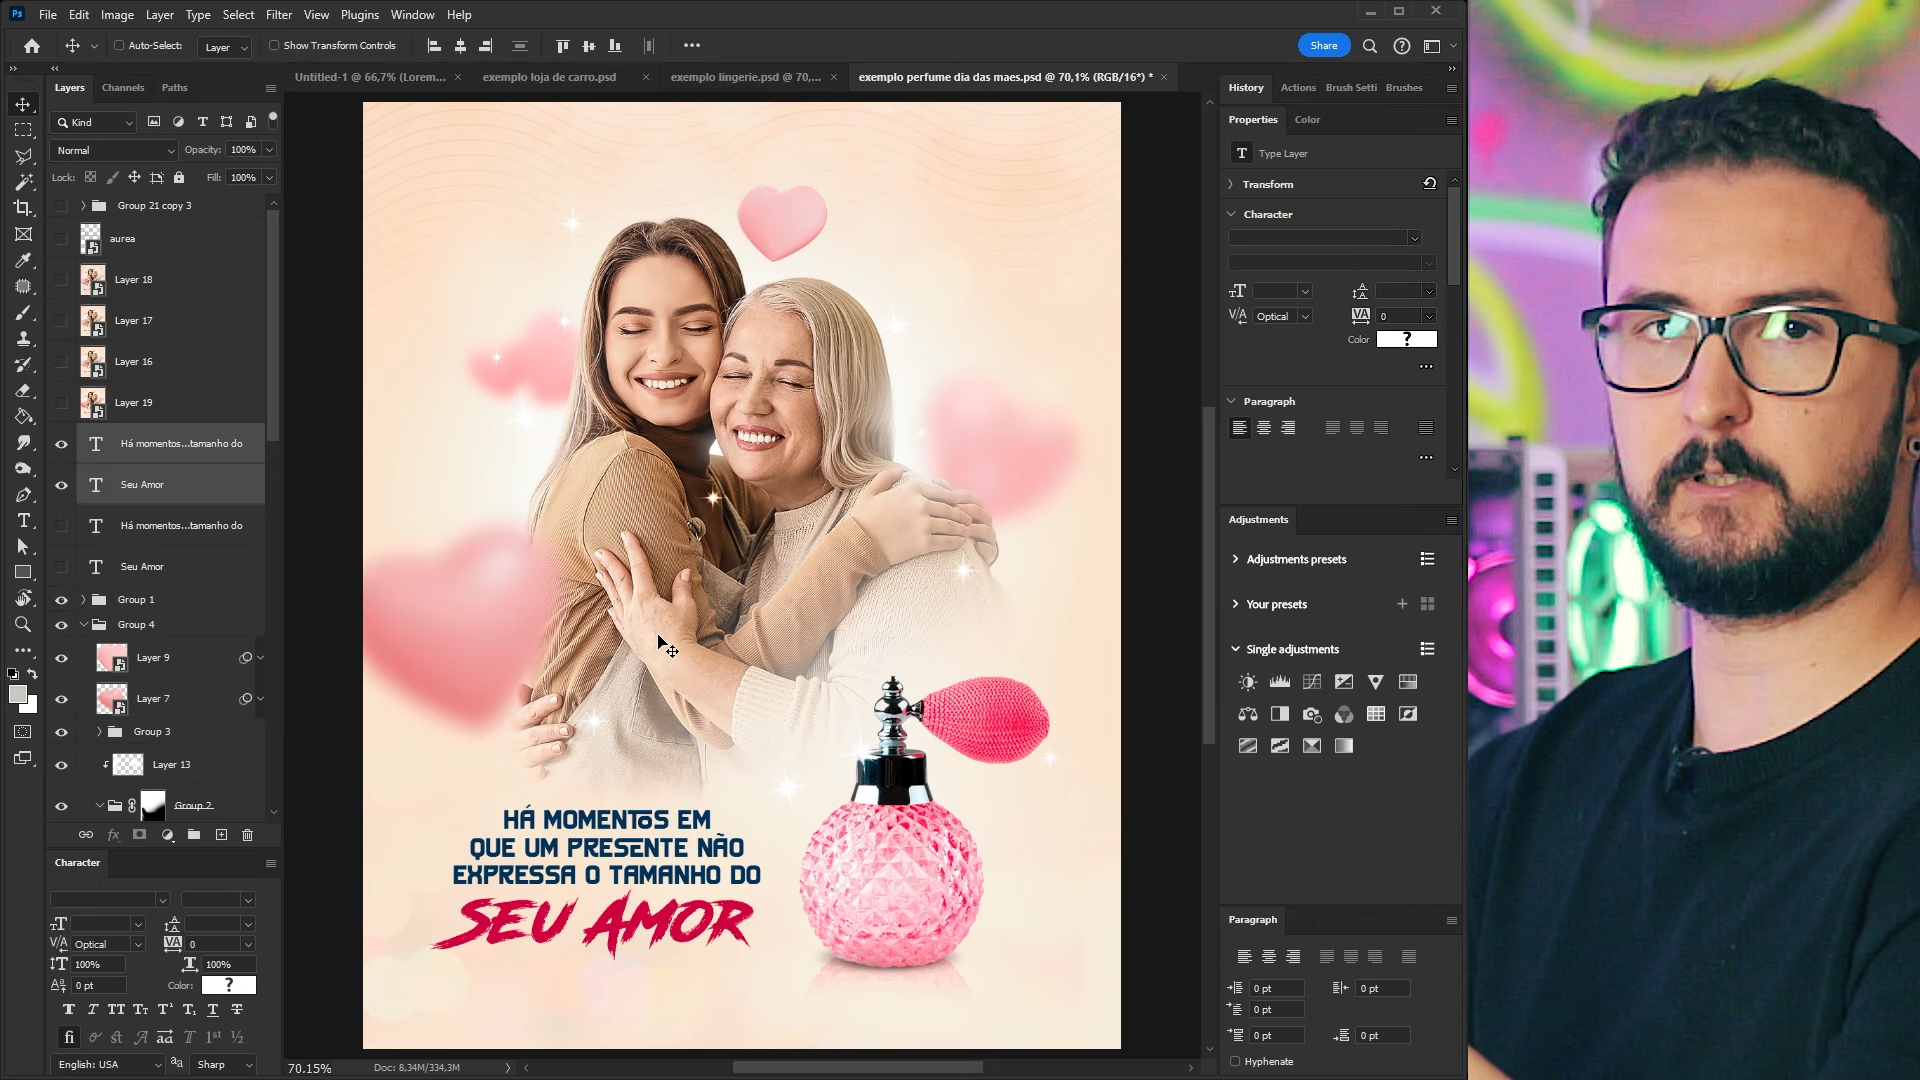 Ps File Edit Image Layer Type Select Filter View Plugins Window Help
Auto-Select: Layer Show Transform Controls Share
Untitled-1 @ 66,7% (Lorem... exemplo loja de carro.psd exemplo lingerie.psd @ 70,... exemplo perfume dia das maes.psd @ 70,1% (RGB/16*) *
Layers Channels Paths
Kind
Normal Opacity: 100%
Lock: Fill: 100%
Group 21 copy 3
aurea
Layer 18
Layer 17
Layer 16
Layer 19
Há momentos...tamanho do
Seu Amor
Há momentos...tamanho do
Seu Amor
Group 1
Group 4
Layer 9
Layer 7
Group 3
Layer 13
Group 2
fx
Character
Optical 0
100% 100%
0 pt Color: ?
English: USA aa Sharp
HÁ MOMENTOS EM
QUE UM PRESENTE NÃO
EXPRESSA O TAMANHO DO
SEU AMOR
70.15% Doc: 8,34M/334,3M
History Actions Brush Setti Brushes
Properties Color
T Type Layer
Transform
Character
Optical 0
Color ?
Paragraph
Adjustments
Adjustments presets
Your presets
Single adjustments
Paragraph
0 pt 0 pt
0 pt
0 pt 0 pt
Hyphenate